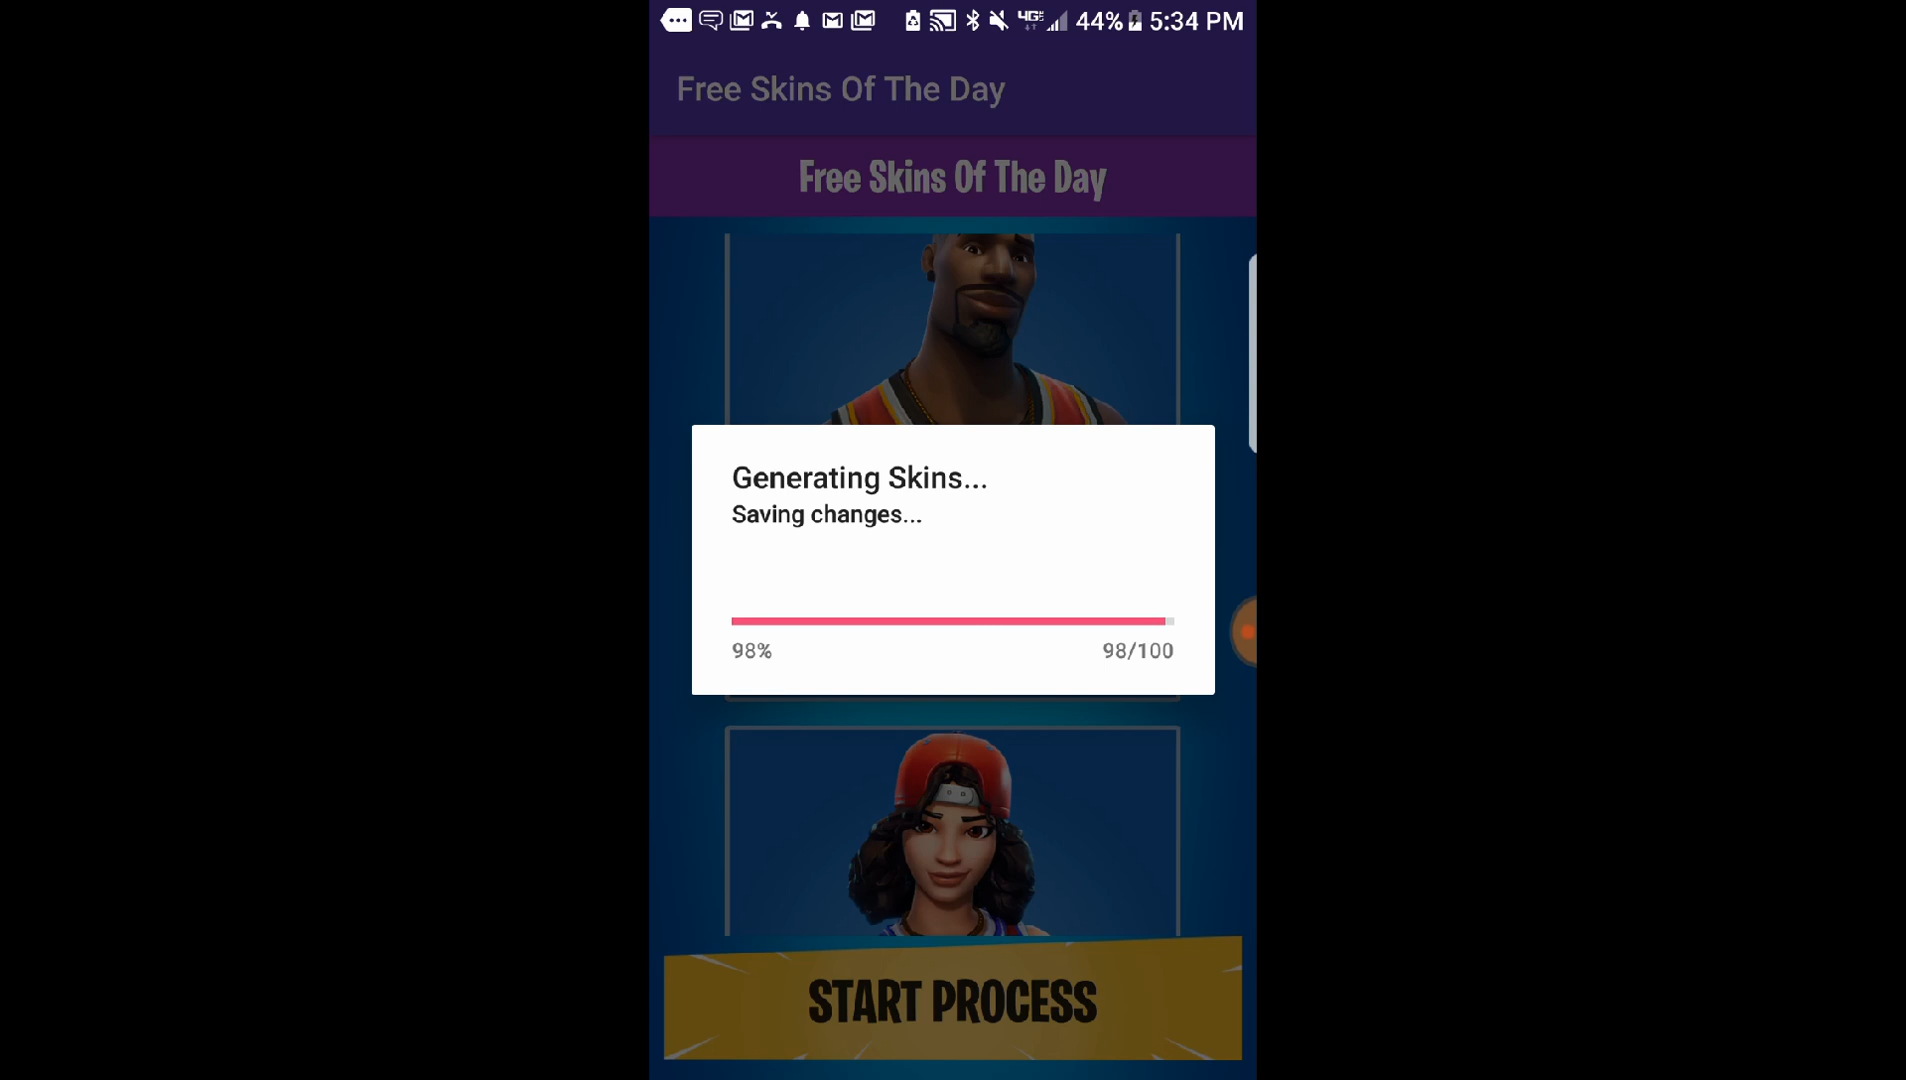 4G 44% 5:34 PM
Free Skins Of The Day
Free Skins Of The Day
Generating Skins...
Saving changes...
98% 98/100
START PROCESS